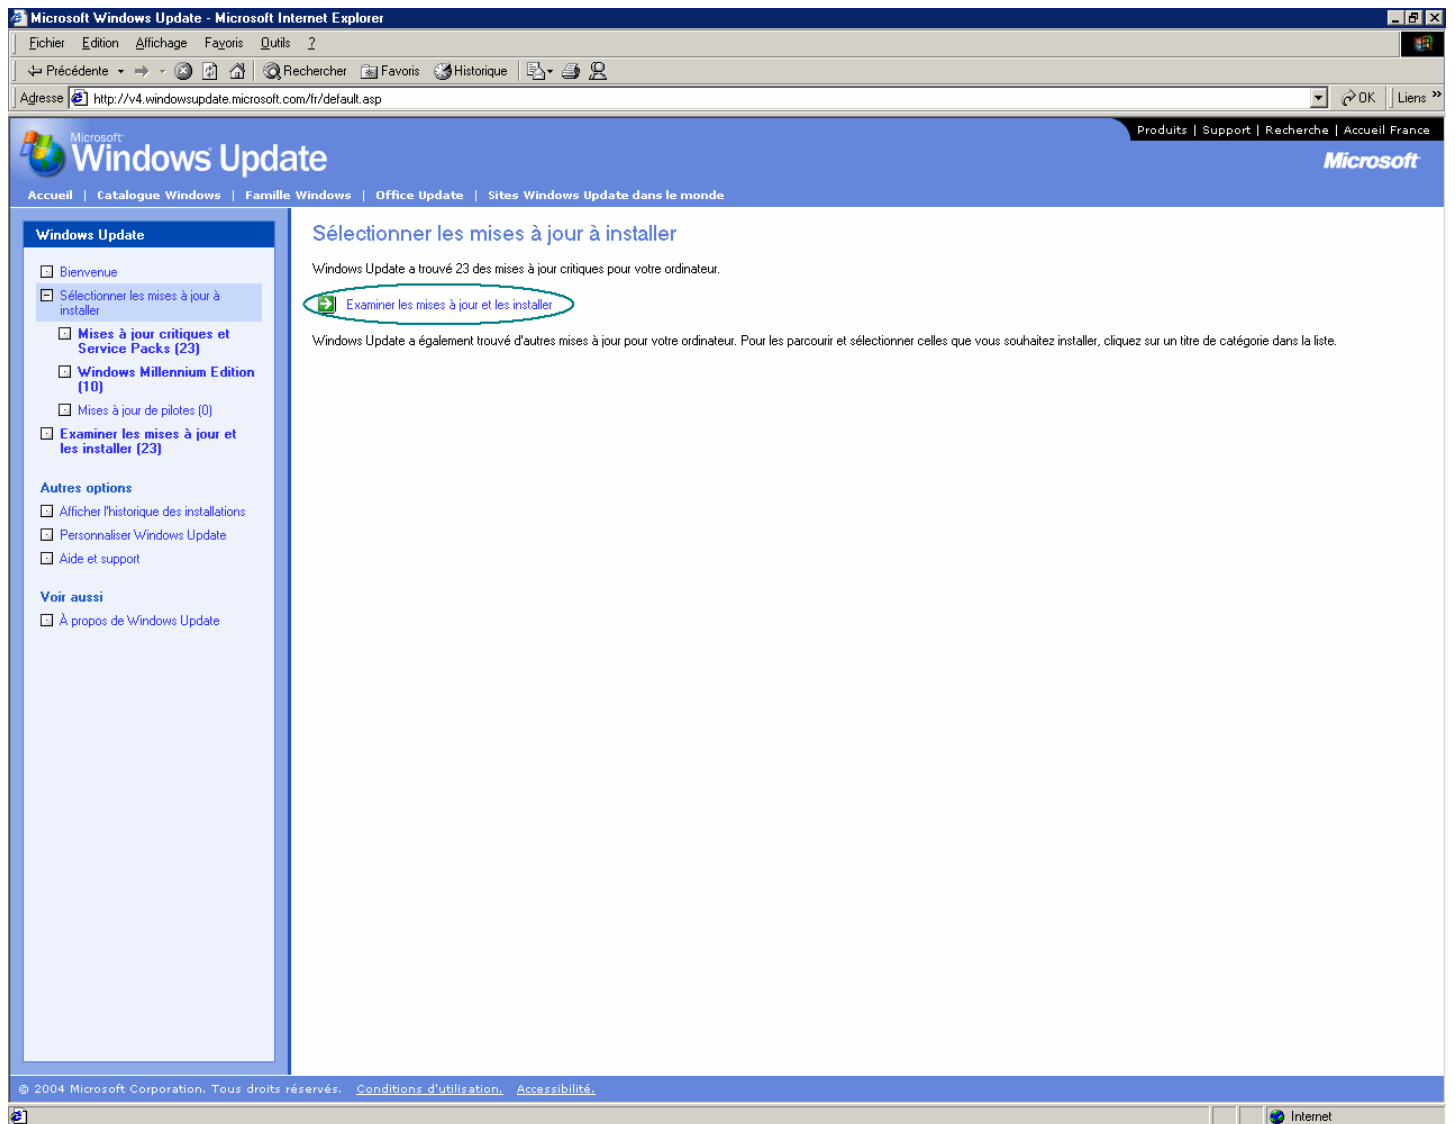 Microsoft Windows Update - Microsoft Internet Explorer
Fichier Edition Affichage Favoris Outils ?
Précédente Rechercher Favoris Historique
Adresse http://v4.windowsupdate.microsoft.com/fr/default.asp OK Liens »
Produits | Support | Recherche | Accueil France
Microsoft
Windows Update
Microsoft
Accueil | Catalogue Windows | Famille Windows | Office Update | Sites Windows Update dans le monde
Windows Update
Bienvenue
Sélectionner les mises à jour à
installer
Mises à jour critiques et
Service Packs (23)
Windows Millennium Edition
(10)
Mises à jour de pilotes (0)
Examiner les mises à jour et
les installer (23)
Autres options
Afficher l'historique des installations
Personnaliser Windows Update
Aide et support
Voir aussi
À propos de Windows Update
Sélectionner les mises à jour à installer
Windows Update a trouvé 23 des mises à jour critiques pour votre ordinateur.
Examiner les mises à jour et les installer
Windows Update a également trouvé d'autres mises à jour pour votre ordinateur. Pour les parcourir et sélectionner celles que vous souhaitez installer, cliquez sur un titre de catégorie dans la liste.
© 2004 Microsoft Corporation. Tous droits réservés. Conditions d'utilisation. Accessibilité.
Internet